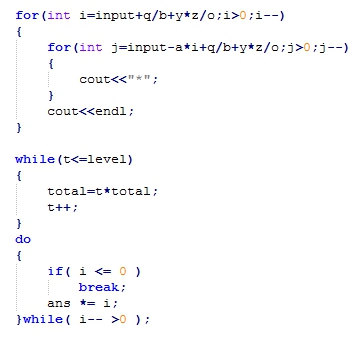 for(int i=input+q/b+y*z/o;i>0;i--)
{
    for(int j=input-a*i+q/b+y*z/o;j>0;j--)
    {
        cout<<"*";
    }
    cout<<endl;
}

while(t<=level)
{
    total=t*total;
    t++;
}
do
{
    if( i <= 0 )
        break;
    ans *= i;
}while( i-- >0 );